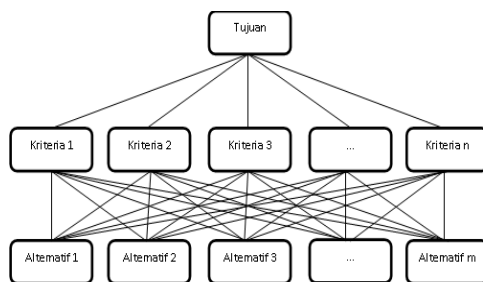 Tujuan
Kriteria 1
Kriteria 2
Kriteria 3
...
Kriteria n
Alternatif 1
Alternatif 2
Alternatif 3
...
Alternatif m